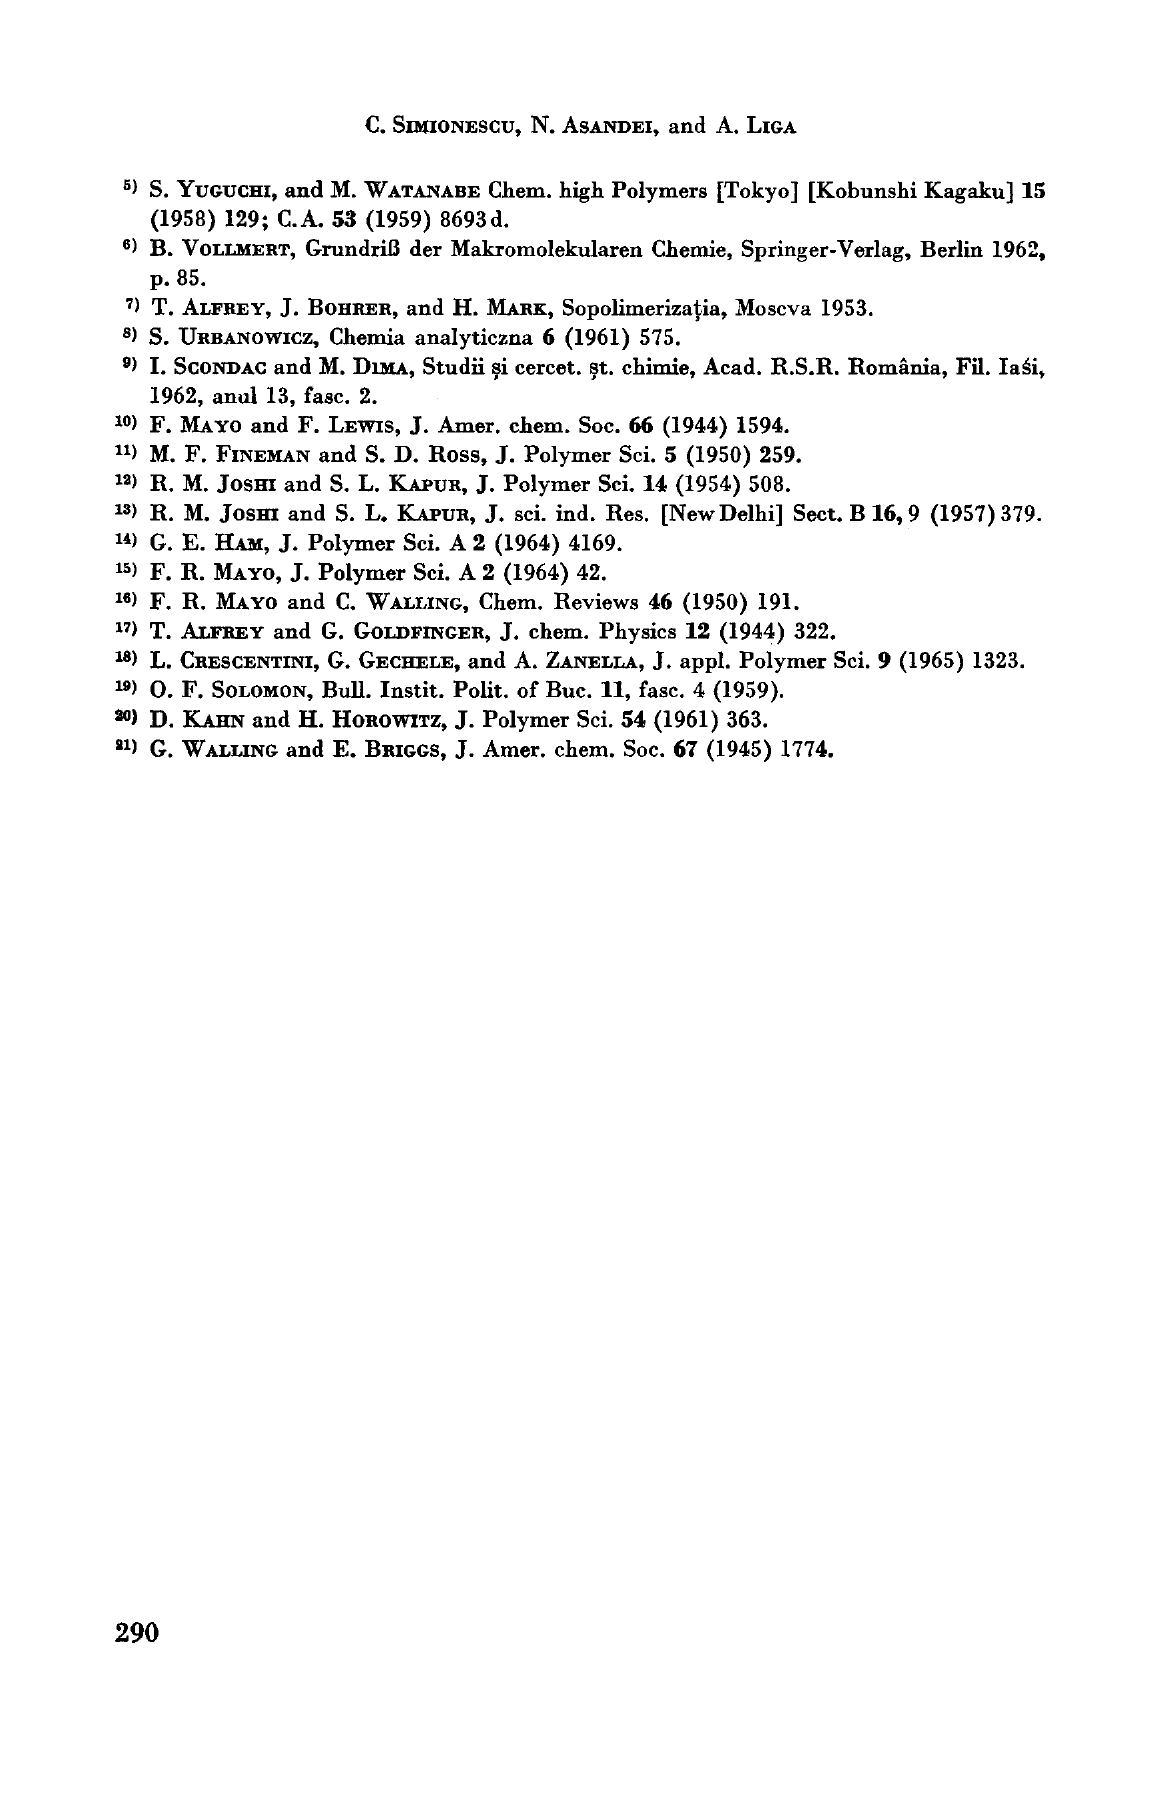 C. Simionescu, N. Asandei, and A. Liga
5) S. Yuguchi, and M. Watanabe Chem. high Polymers [Tokyo] [Kobunshi Kagaku] 15
(1958) 129; C.A. 53 (1959) 8693d.
6) B. Vollmert, Grundriß der Makromolekularen Chemie, Springer-Verlag, Berlin 1962,
p. 85.
7) T. Alfrey, J. Bohrer, and H. Mark, Sopolimerizaţia, Moscva 1953.
8) S. Urbanowicz, Chemia analyticzna 6 (1961) 575.
9) I. Scondac and M. Dima, Studii şi cercet. şt. chimie, Acad. R.S.R. România, Fil. Iaśi,
1962, anul 13, fasc. 2.
10) F. Mayo and F. Lewis, J. Amer. chem. Soc. 66 (1944) 1594.
11) M. F. Fineman and S. D. Ross, J. Polymer Sci. 5 (1950) 259.
12) R. M. Joshi and S. L. Kapur, J. Polymer Sci. 14 (1954) 508.
13) R. M. Joshi and S. L. Kapur, J. sci. ind. Res. [New Delhi] Sect. B 16, 9 (1957) 379.
14) G. E. Ham, J. Polymer Sci. A 2 (1964) 4169.
15) F. R. Mayo, J. Polymer Sci. A 2 (1964) 42.
16) F. R. Mayo and C. Walling, Chem. Reviews 46 (1950) 191.
17) T. Alfrey and G. Goldfinger, J. chem. Physics 12 (1944) 322.
18) L. Crescentini, G. Gechele, and A. Zanella, J. appl. Polymer Sci. 9 (1965) 1323.
19) O. F. Solomon, Bull. Instit. Polit. of Buc. 11, fasc. 4 (1959).
20) D. Kahn and H. Horowitz, J. Polymer Sci. 54 (1961) 363.
21) G. Walling and E. Briggs, J. Amer. chem. Soc. 67 (1945) 1774.
290